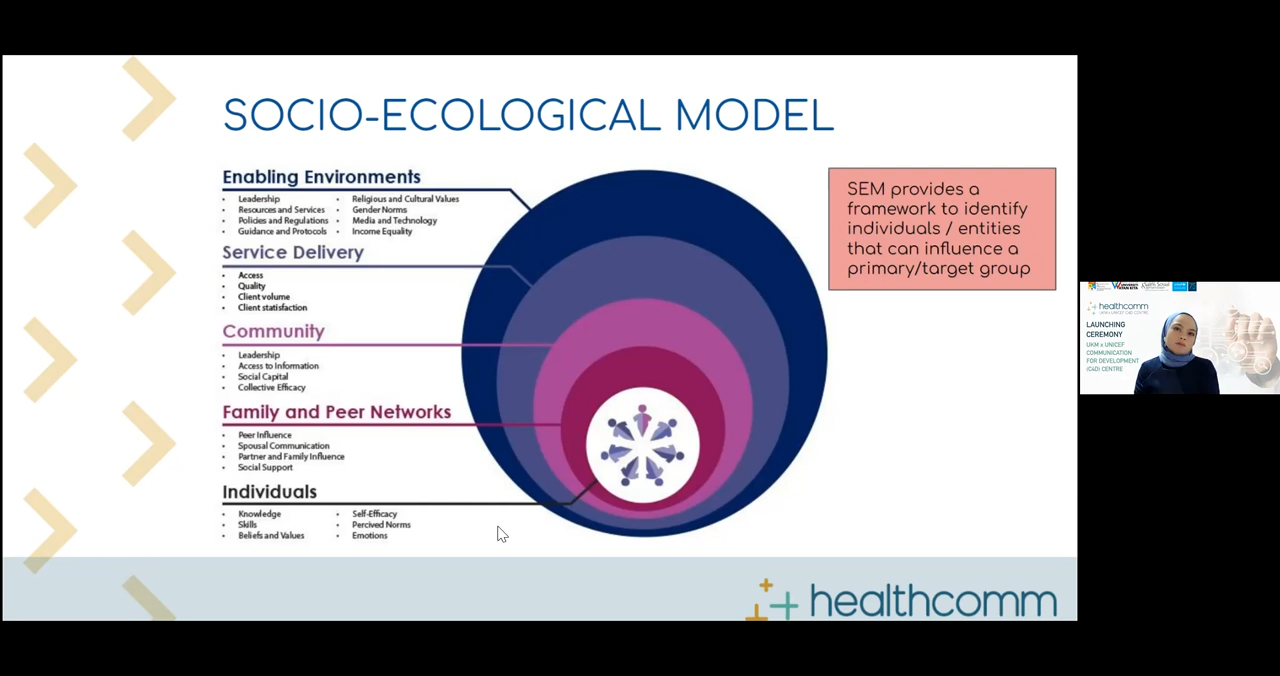 SOCIO-ECOLOGICAL MODEL
Enabling Environments
• Leadership
• Resources and Services
• Policies and Regulations
• Guidance and Protocols
• Religious and Cultural Values
• Gender Norms
• Media and Technology
• Income Equality
Service Delivery
• Access
• Quality
• Client volume
• Client statisfaction
Community
• Leadership
• Access to Information
• Social Capital
• Collective Efficacy
Family and Peer Networks
• Peer Influence
• Spousal Communication
• Partner and Family Influence
• Social Support
Individuals
• Knowledge
• Skills
• Beliefs and Values
• Self-Efficacy
• Percived Norms
• Emotions
SEM provides a
framework to identify
individuals / entities
that can influence a
primary/target group
healthcomm
healthcomm
LAUNCHING
CEREMONY
UKM x UNICEF
COMMUNICATION
FOR DEVELOPMENT
(C4D) CENTRE